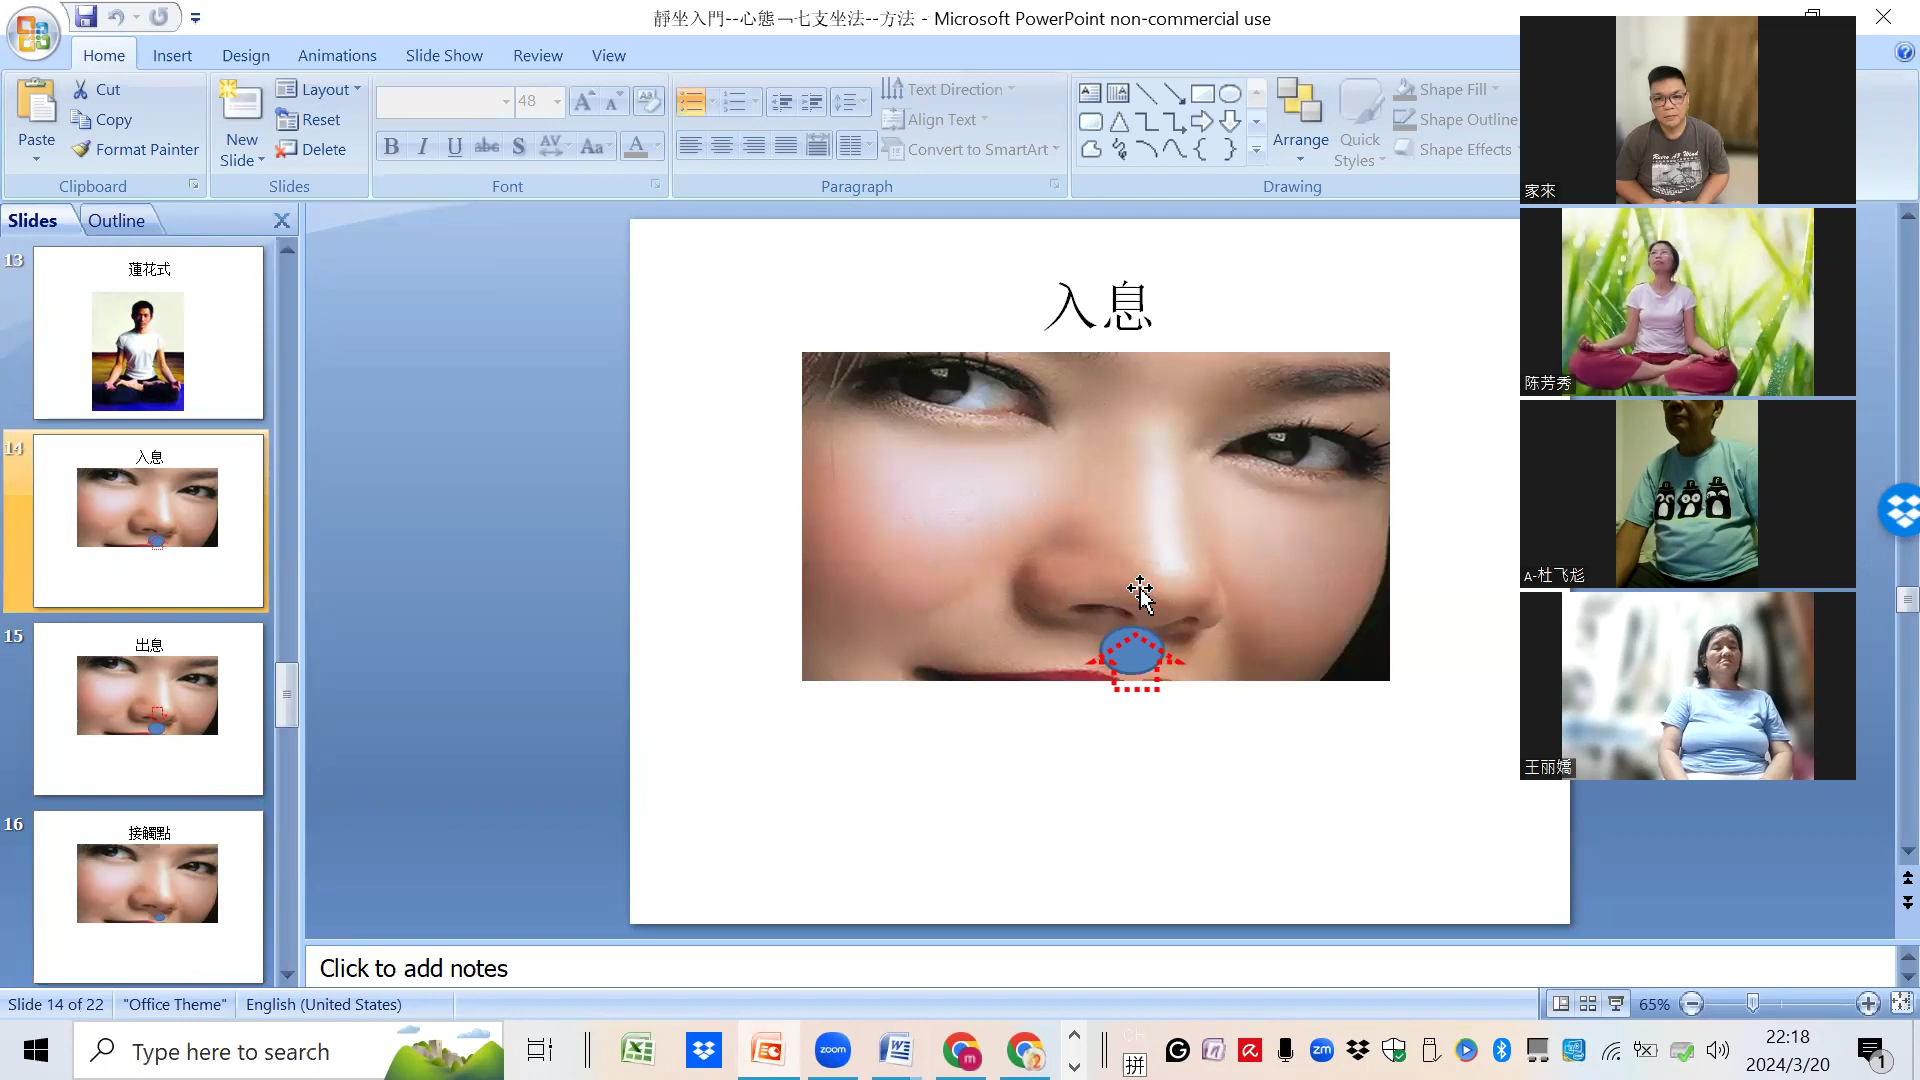 靜坐入門--心態﹁七支坐法--方法 - Microsoft PowerPoint non-commercial use
Home
Insert
Design
Animations
Slide Show
Review
View
Paste
Cut
Copy
Format Painter
Clipboard
New
Slide
Layout
Reset
Delete
Slides
48
Font
Text Direction
Align Text
Convert to SmartArt
Paragraph
Arrange
Quick
Styles
Shape Fill
Shape Outline
Shape Effects
Drawing
Slides
Outline
13
蓮花式
14
入息
15
出息
16
接觸點
入息
家來
陈芳秀
A-杜飞彪
王丽嬌
Click to add notes
Slide 14 of 22
"Office Theme"
English (United States)
65%
Type here to search
zoom
拼
zm
22:18
2024/3/20
1